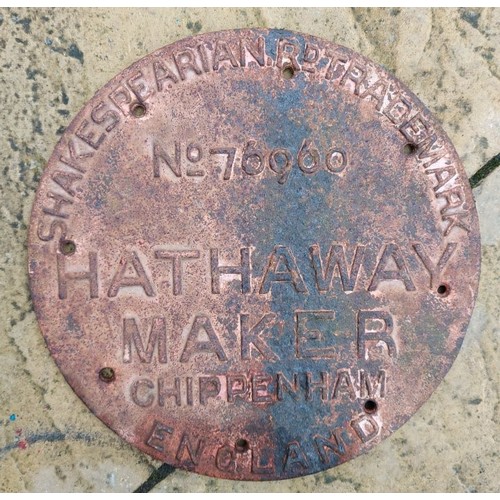 SHAKESPEARIAN. RD TRADEMARK
No 76960
HATHAWAY
MAKER
CHIPPENHAM
ENGLAND